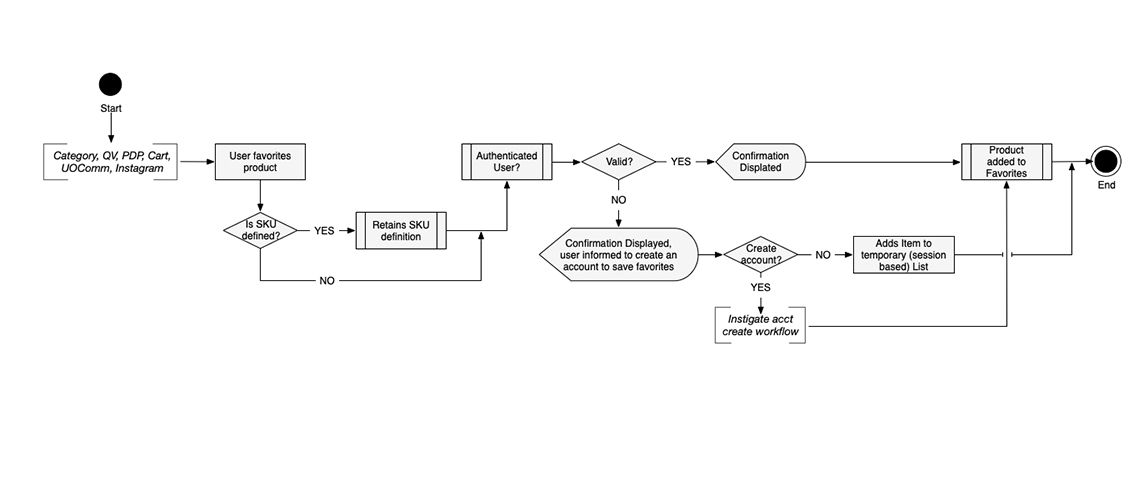 Start
Category, QV, PDP, Cart,
UOComm, Instagram
User favorites
product
Is SKU
defined?
YES
Retains SKU
definition
NO
Authenticated
User?
Valid?
YES
Confirmation
Displated
Product
added to
Favorites
End
NO
Confirmation Displayed,
user informed to create an
account to save favorites
Create
account?
NO
Adds Item to
temporary (session
based) List
YES
Instigate acct
create workflow